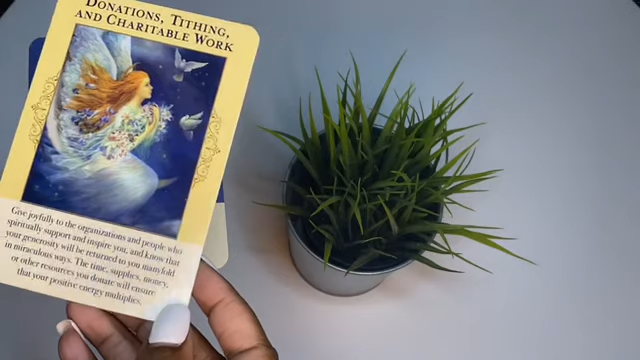 DONATIONS, TITHING,
AND CHARITABLE WORK
Give joyfully to the organizations and people who
spiritually support and inspire you, and know that
your generosity will be returned to you manyfold
in miraculous ways. The time, supplies, money,
or other resources you donate will ensure
that your positive energy multiplies.